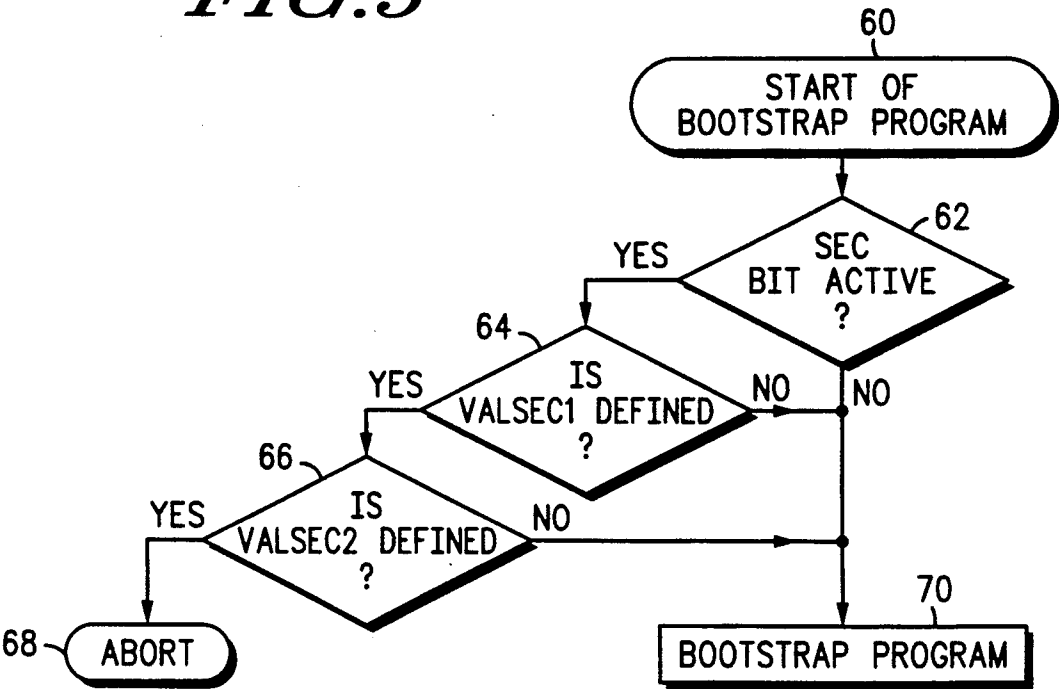 FIG.5
60
START OF
BOOTSTRAP PROGRAM
62
SEC
BIT ACTIVE
?
YES
NO
64
IS
VALSEC1 DEFINED
?
YES
NO
66
IS
VALSEC2 DEFINED
?
YES
NO
68
ABORT
70
BOOTSTRAP PROGRAM